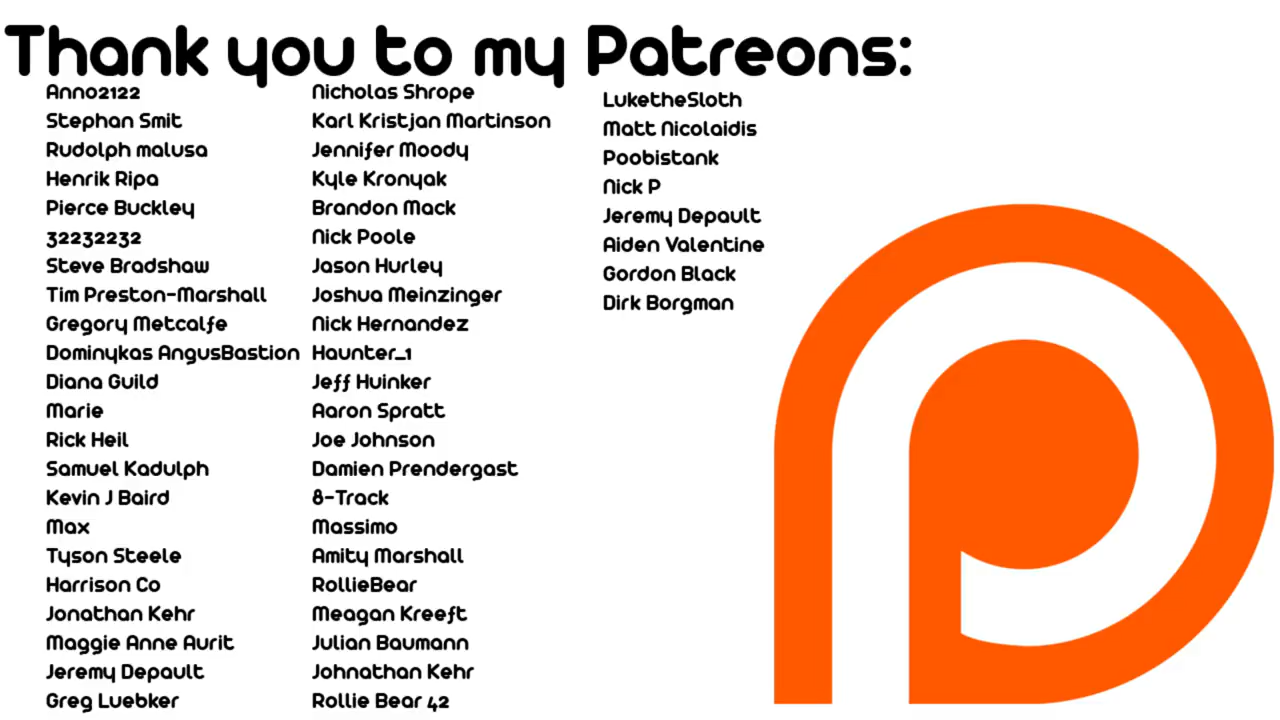 Thank you to my Patreons:
Anno2122
Stephan Smit
Rudolph malusa
Henrik Ripa
Pierce Buckley
32232232
Steve Bradshaw
Tim Preston-Marshall
Gregory Metcalfe
Dominykas AngusBastion
Diana Guild
Marie
Rick Heil
Samuel Kadulph
Kevin J Baird
Max
Tyson Steele
Harrison Co
Jonathan Kehr
Maggie Anne Aurit
Jeremy Depault
Greg Luebker
Nicholas Shrope
Karl Kristjan Martinson
Jennifer Moody
Kyle Kronyak
Brandon Mack
Nick Poole
Jason Hurley
Joshua Meinzinger
Nick Hernandez
Haunter_1
Jeff Huinker
Aaron Spratt
Joe Johnson
Damien Prendergast
8-Track
Massimo
Amity Marshall
RollieBear
Meagan Kreeft
Julian Baumann
Johnathan Kehr
Rollie Bear 42
LuketheSloth
Matt Nicolaidis
Poobistank
Nick P
Jeremy Depault
Aiden Valentine
Gordon Black
Dirk Borgman